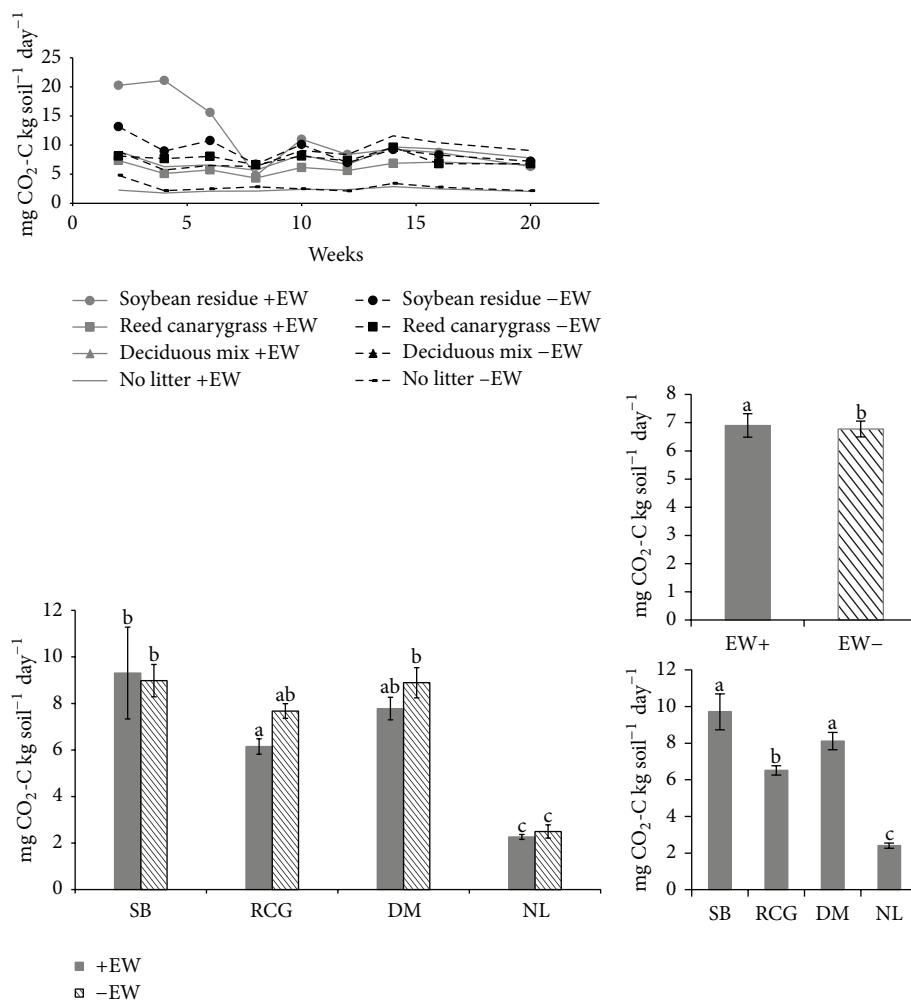 mg CO₂-C kg soil⁻¹ day⁻¹
25
20
15
10
5
0
0 5 10 15 20
Weeks
Soybean residue +EW
Reed canarygrass +EW
Deciduous mix +EW
No litter +EW
Soybean residue −EW
Reed canarygrass −EW
Deciduous mix −EW
No litter −EW
mg CO₂-C kg soil⁻¹ day⁻¹
8
7
6
5
4
3
2
1
0
a b
EW+ EW−
mg CO₂-C kg soil⁻¹ day⁻¹
12
10
8
6
4
2
0
b b a ab ab b c c
SB RCG DM NL
+EW
−EW
mg CO₂-C kg soil⁻¹ day⁻¹
12
10
8
6
4
2
0
a b a c
SB RCG DM NL